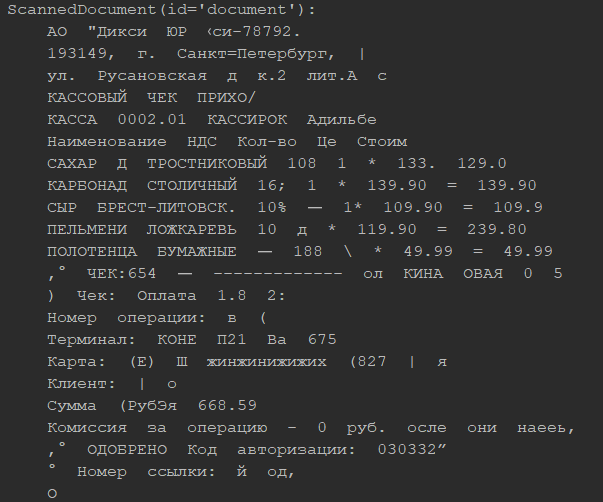 ScannedDocument(id='document'):
АО "Дикси ЮР ‹си-78792.
193149, г. Санкт=Петербург, |
ул. Русановская д к.2 лит.А с
КАССОВЫЙ ЧЕК ПРИХО/
КАССА 0002.01 КАССИРОК Адильбе
Наименование НДС Кол-во Це Стоим
САХАР Д ТРОСТНИКОВЫЙ 108 1 * 133. 129.0
КАРБОНАД СТОЛИЧНЫЙ 16; 1 * 139.90 = 139.90
СЫР БРЕСТ-ЛИТОВСК. 10% — 1* 109.90 = 109.9
ПЕЛЬМЕНИ ЛОЖКАРЕВЬ 10 д * 119.90 = 239.80
ПОЛОТЕНЦА БУМАЖНЫЕ — 188 \ * 49.99 = 49.99
,° ЧЕК:654 — ------------- ол КИНА ОВАЯ 0 5
) Чек: Оплата 1.8 2:
Номер операции: в (
Терминал: КОНЕ П21 Ва 675
Карта: (Е) Ш жинжинижижих (827 | я
Клиент: | о
Сумма (РубЭя 668.59
Комиссия за операцию – 0 руб. осле они наееь,
,° ОДОБРЕНО Код авторизации: 030332”
° Номер ссылки: й од,
О